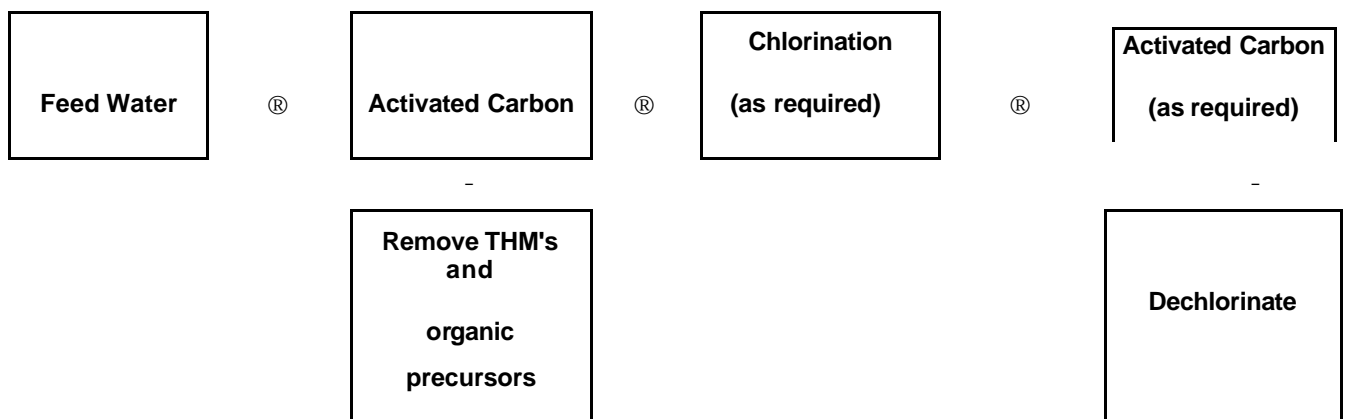 Feed Water ® Activated Carbon ® Chlorination ® Activated Carbon
(as required) (as required)
- -
Remove THM's
and
organic
precursors
Dechlorinate